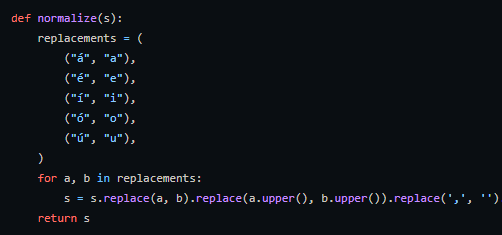 def normalize(s):
    replacements = (
        ("á", "a"),
        ("é", "e"),
        ("í", "i"),
        ("ó", "o"),
        ("ú", "u"),
    )
    for a, b in replacements:
        s = s.replace(a, b).replace(a.upper(), b.upper()).replace(',', '')
    return s